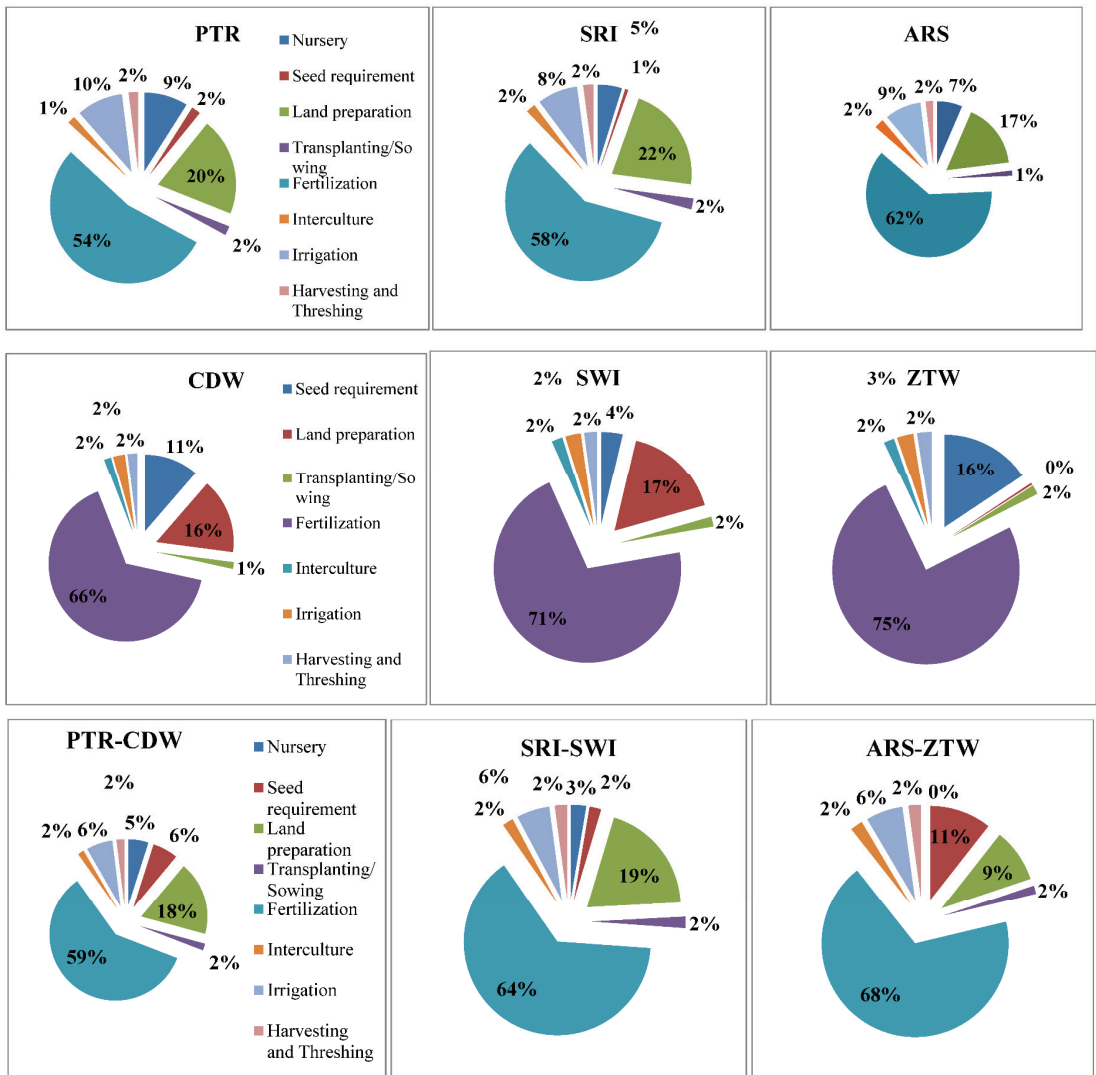 PTR
Nursery
Seed requirement
Land preparation
Transplanting/So
wing
Fertilization
Interculture
Irrigation
Harvesting and
Threshing
9%
2%
20%
2%
54%
1%
10%
2%
SRI
5%
1%
22%
2%
58%
2%
8%
2%
ARS
7%
17%
1%
62%
2%
9%
2%
CDW
Seed requirement
Land preparation
Transplanting/So
wing
Fertilization
Interculture
Irrigation
Harvesting and
Threshing
11%
16%
1%
66%
2%
2%
2%
SWI
4%
17%
2%
71%
2%
2%
2%
ZTW
16%
0%
2%
75%
2%
3%
2%
PTR-CDW
Nursery
Seed
requirement
Land
preparation
Transplanting/
Sowing
Fertilization
Interculture
Irrigation
Harvesting
and Threshing
5%
6%
18%
2%
59%
2%
6%
2%
SRI-SWI
3%
2%
19%
2%
64%
2%
6%
2%
ARS-ZTW
0%
11%
9%
2%
68%
2%
6%
2%